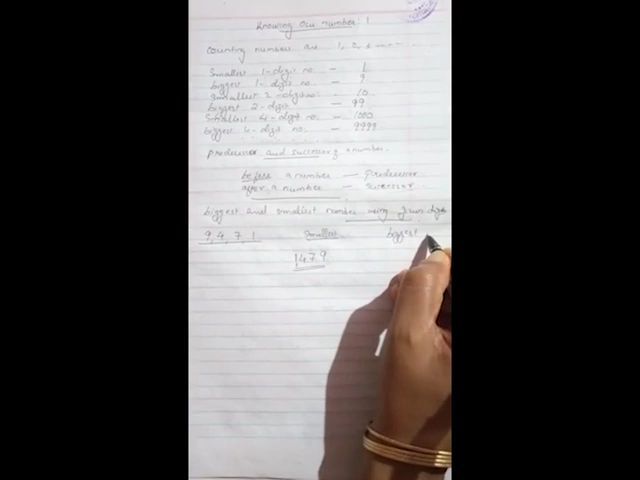 Knowing Our number: 1
Counting numbers are 1, 2
Smallest 1-digit no. — 1
biggest 1-digit no. — 9
Smallest 2-digit no. — 10
biggest 2-digit — 99
Smallest 4-digit no. — 1000
biggest 4-digit no. — 9999
predecessor and successor of number.
before a number — predecessor
after a number — successor
biggest and smallest number using given digits
9, 4, 7, 1 Smallest biggest
1479